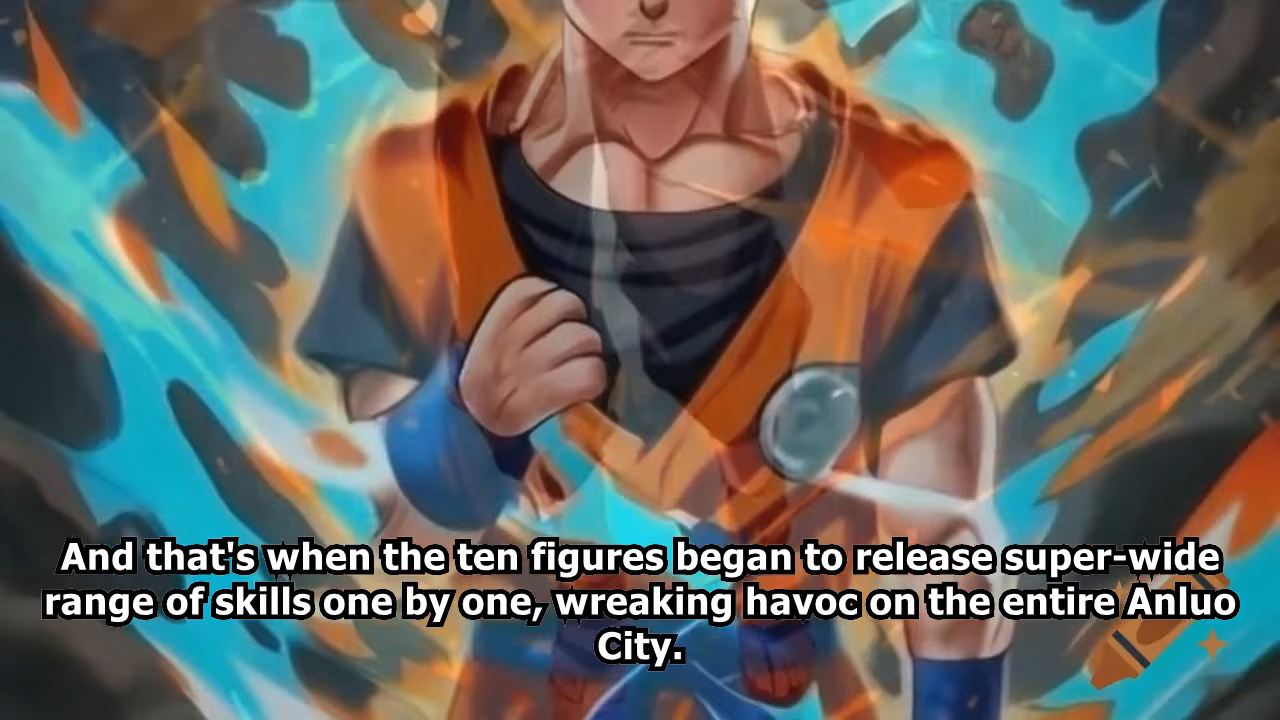 And that's when the ten figures began to release super-wide
range of skills one by one, wreaking havoc on the entire Anluo
City.